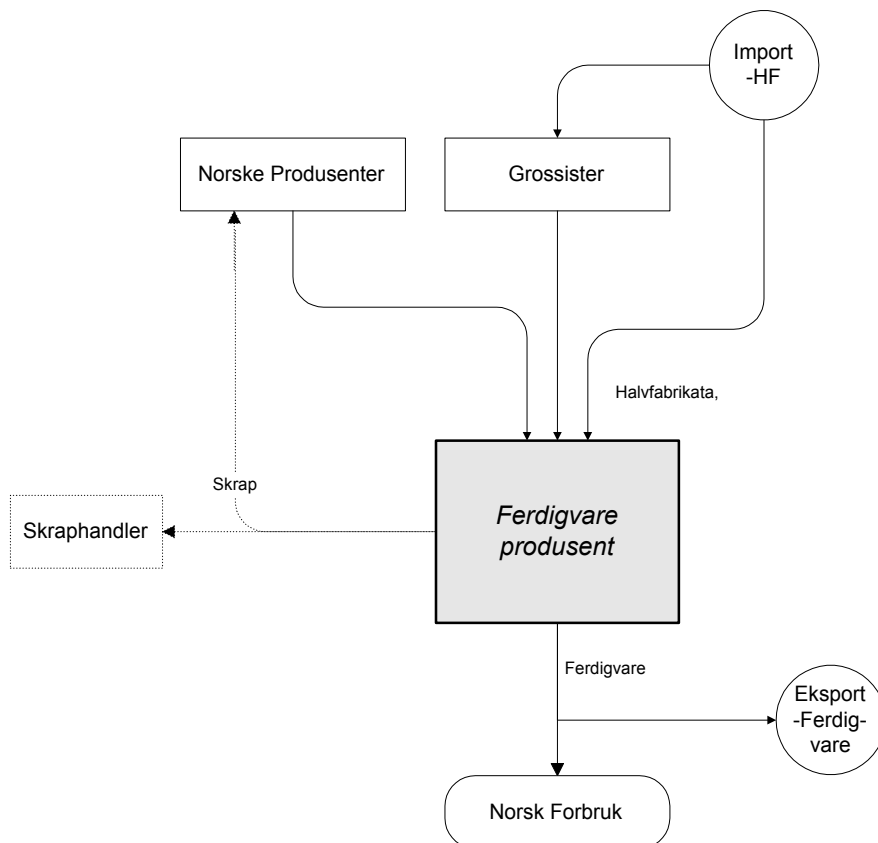 Import
-HF
Norske Produsenter
Grossister
Halvfabrikata,
Skrap
Skraphandler
Ferdigvare
produsent
Ferdigvare
Eksport
-Ferdig-
vare
Norsk Forbruk